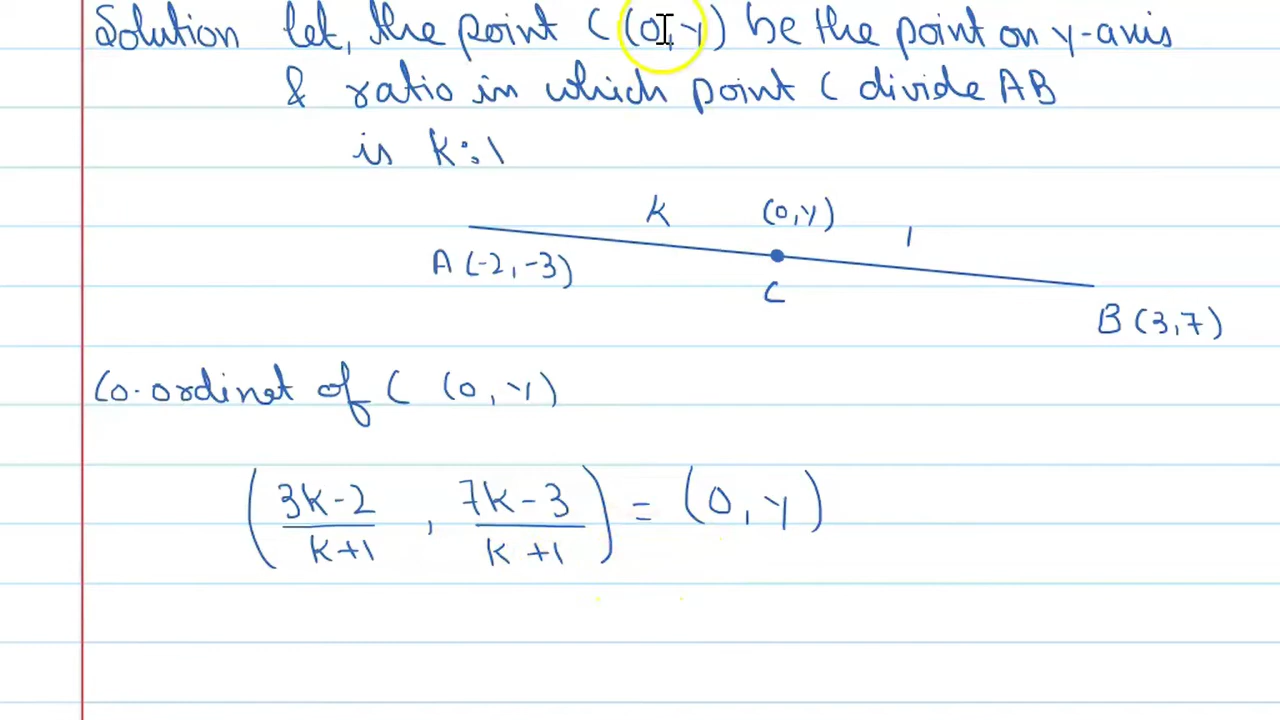 Solution let, the point C (0, y) be the point on y-axis
& ratio in which point C divide AB
is k:1
k (0, y) 1
A (-2, -3)
C
B (3, 7)
Co-ordinet of C (0, y)
(3k-2/k+1 , 7k-3/k+1) = (0, y)